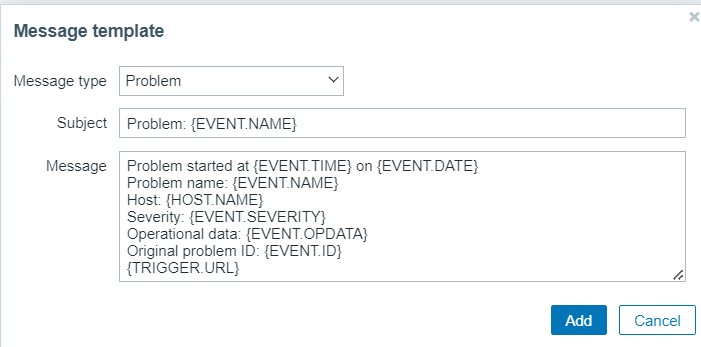 Message template
Message type Problem
Subject Problem: {EVENT.NAME}
Message Problem started at {EVENT.TIME} on {EVENT.DATE}
Problem name: {EVENT.NAME}
Host: {HOST.NAME}
Severity: {EVENT.SEVERITY}
Operational data: {EVENT.OPDATA}
Original problem ID: {EVENT.ID}
{TRIGGER.URL}
Add Cancel